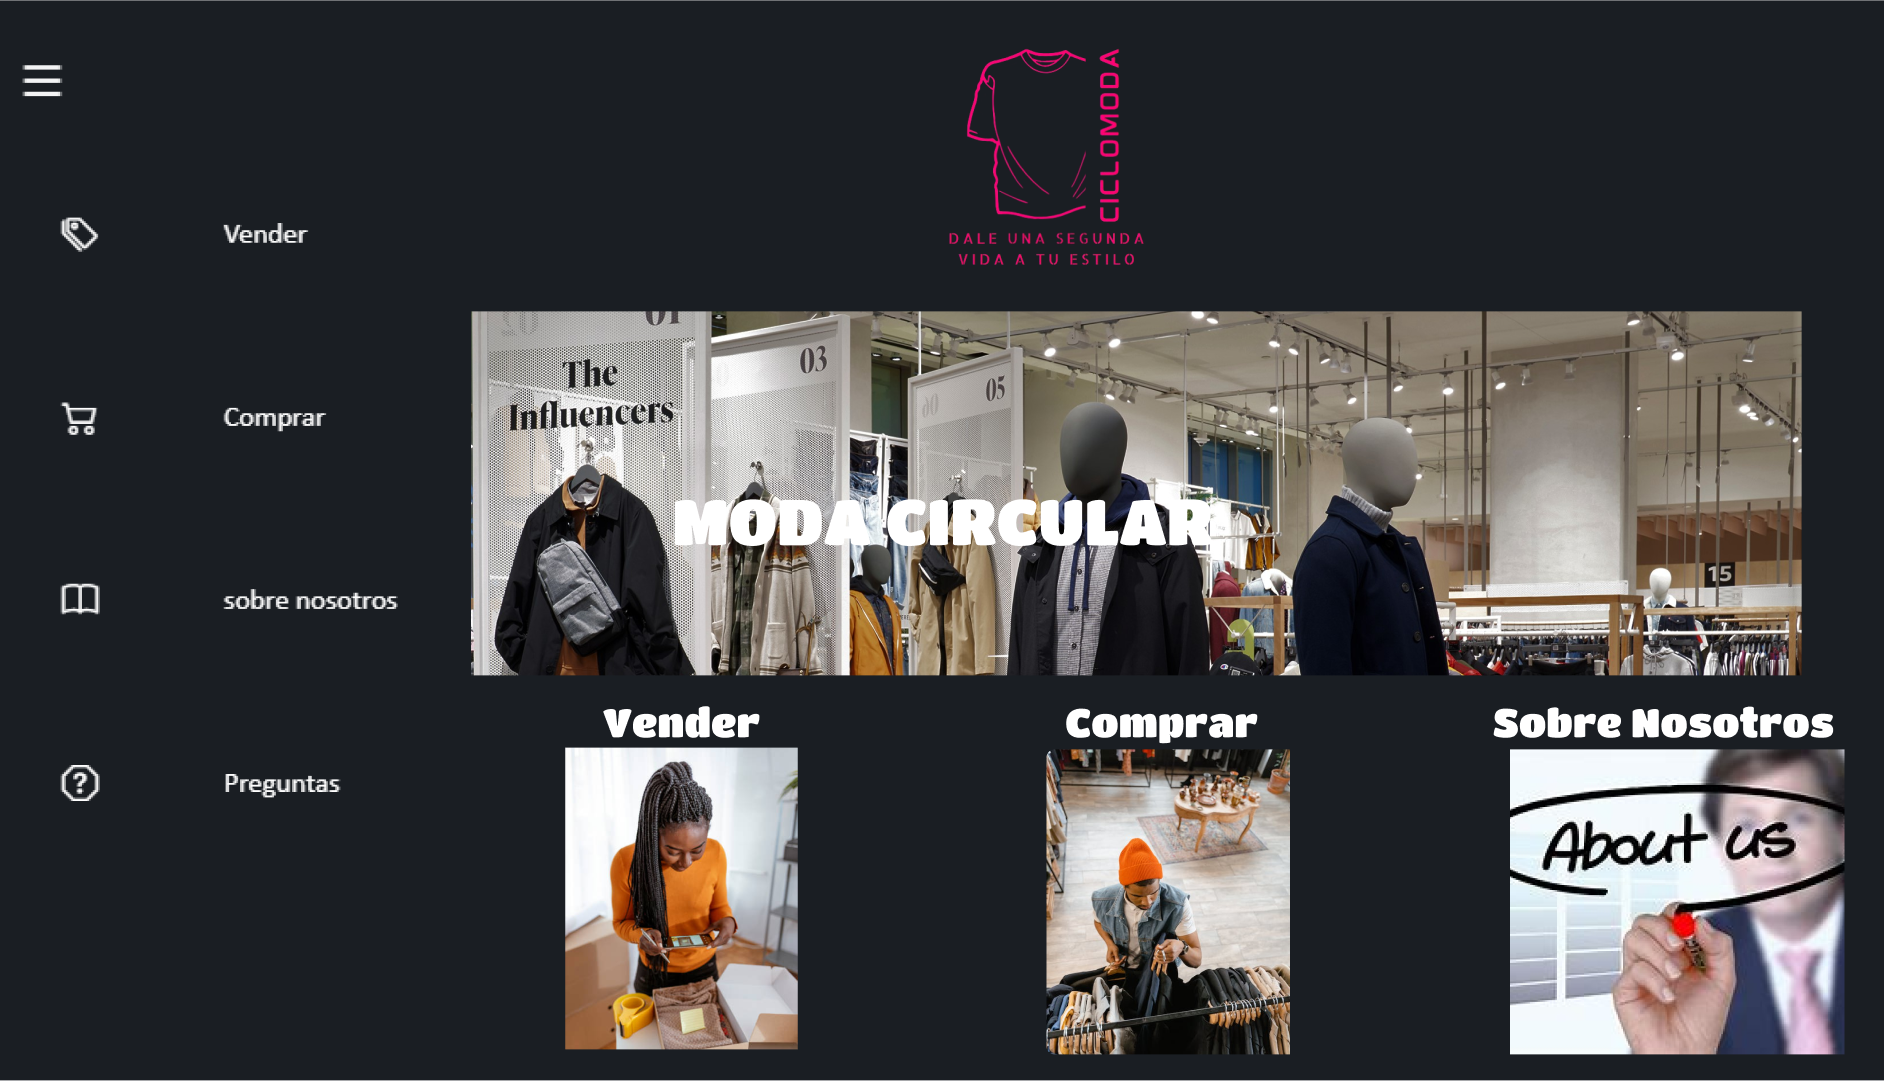 CICLOMODA
DALE UNA SEGUNDA
VIDA A TU ESTILO
Vender
Comprar
sobre nosotros
Preguntas
01
The
Influencers
03
05
MODA CIRCULAR
15
Vender
Comprar
Sobre Nosotros
About us